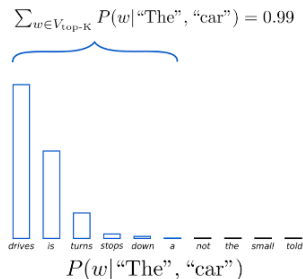 ∑w∈Vtop-K P(w|“The”, “car”) = 0.99
drives is turns stops down a not the small told
P(w|“The”, “car”)